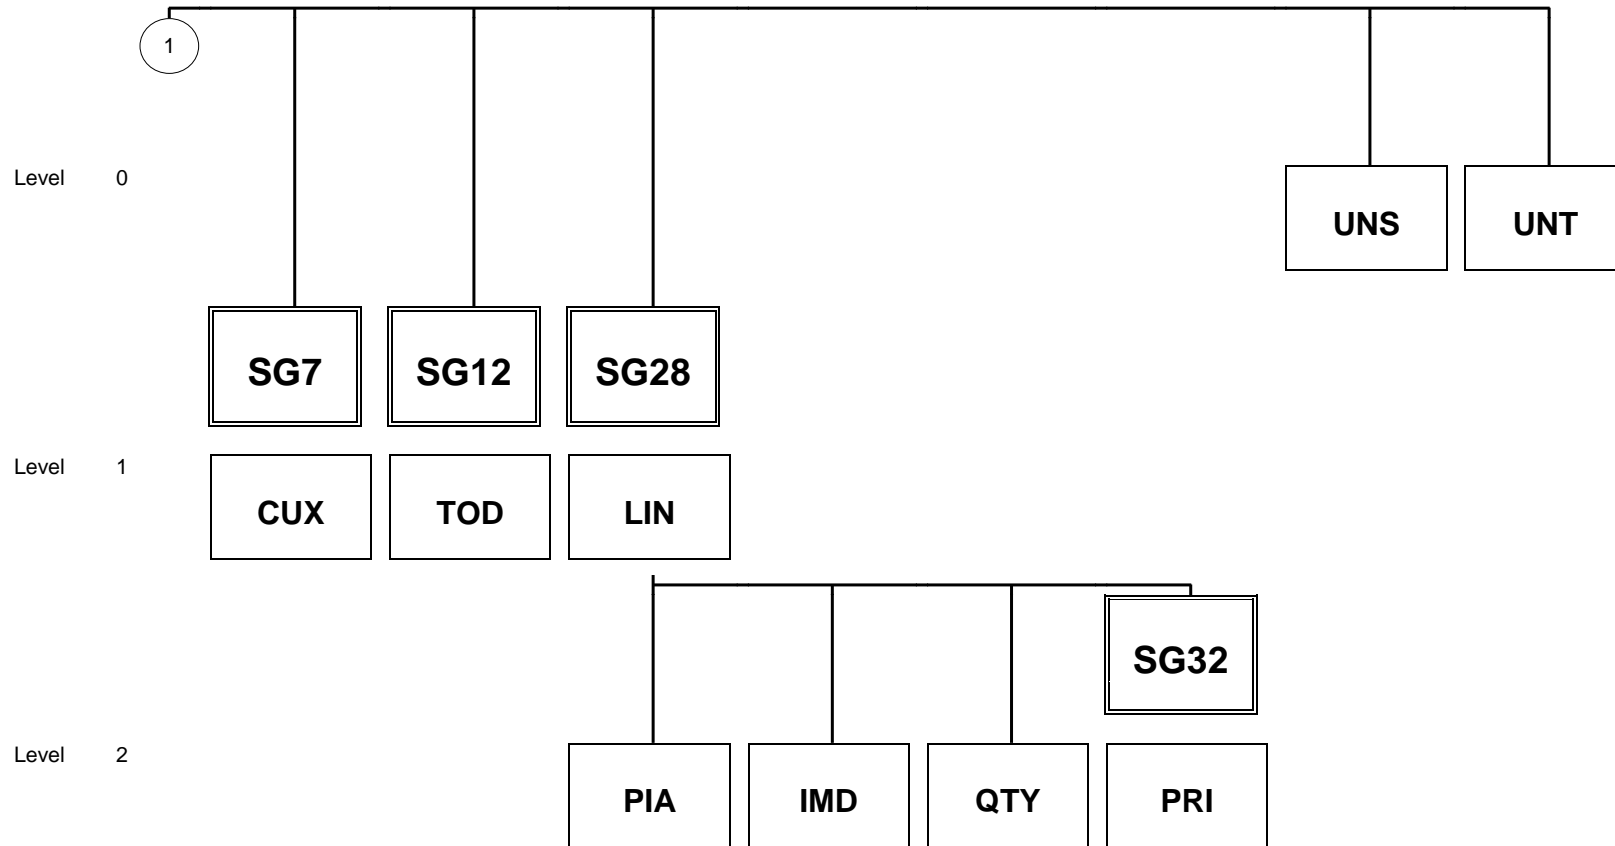 1
Level 0
UNS UNT
SG7 SG12 SG28
Level 1
CUX TOD LIN
SG32
Level 2
PIA IMD QTY PRI